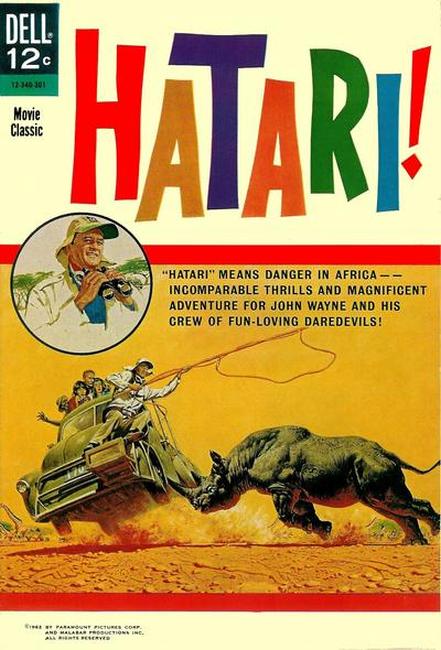 DELL®
12¢
12-340-301
Movie
Classic
HATARI!
"HATARI" MEANS DANGER IN AFRICA--
INCOMPARABLE THRILLS AND MAGNIFICENT
ADVENTURE FOR JOHN WAYNE AND HIS
CREW OF FUN-LOVING DAREDEVILS!
©1962 BY PARAMOUNT PICTURES CORP.
AND MALABAR PRODUCTIONS INC.
ALL RIGHTS RESERVED